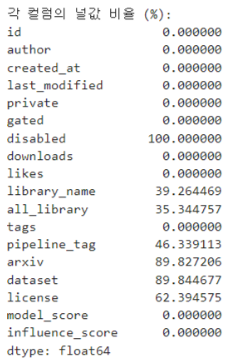 각 컬럼의 널값 비율 (%):
id 0.000000
author 0.000000
created_at 0.000000
last_modified 0.000000
private 0.000000
gated 0.000000
disabled 100.000000
downloads 0.000000
likes 0.000000
library_name 39.264469
all_library 35.344757
tags 0.000000
pipeline_tag 46.339113
arxiv 89.827206
dataset 89.844677
license 62.394575
model_score 0.000000
influence_score 0.000000
dtype: float64